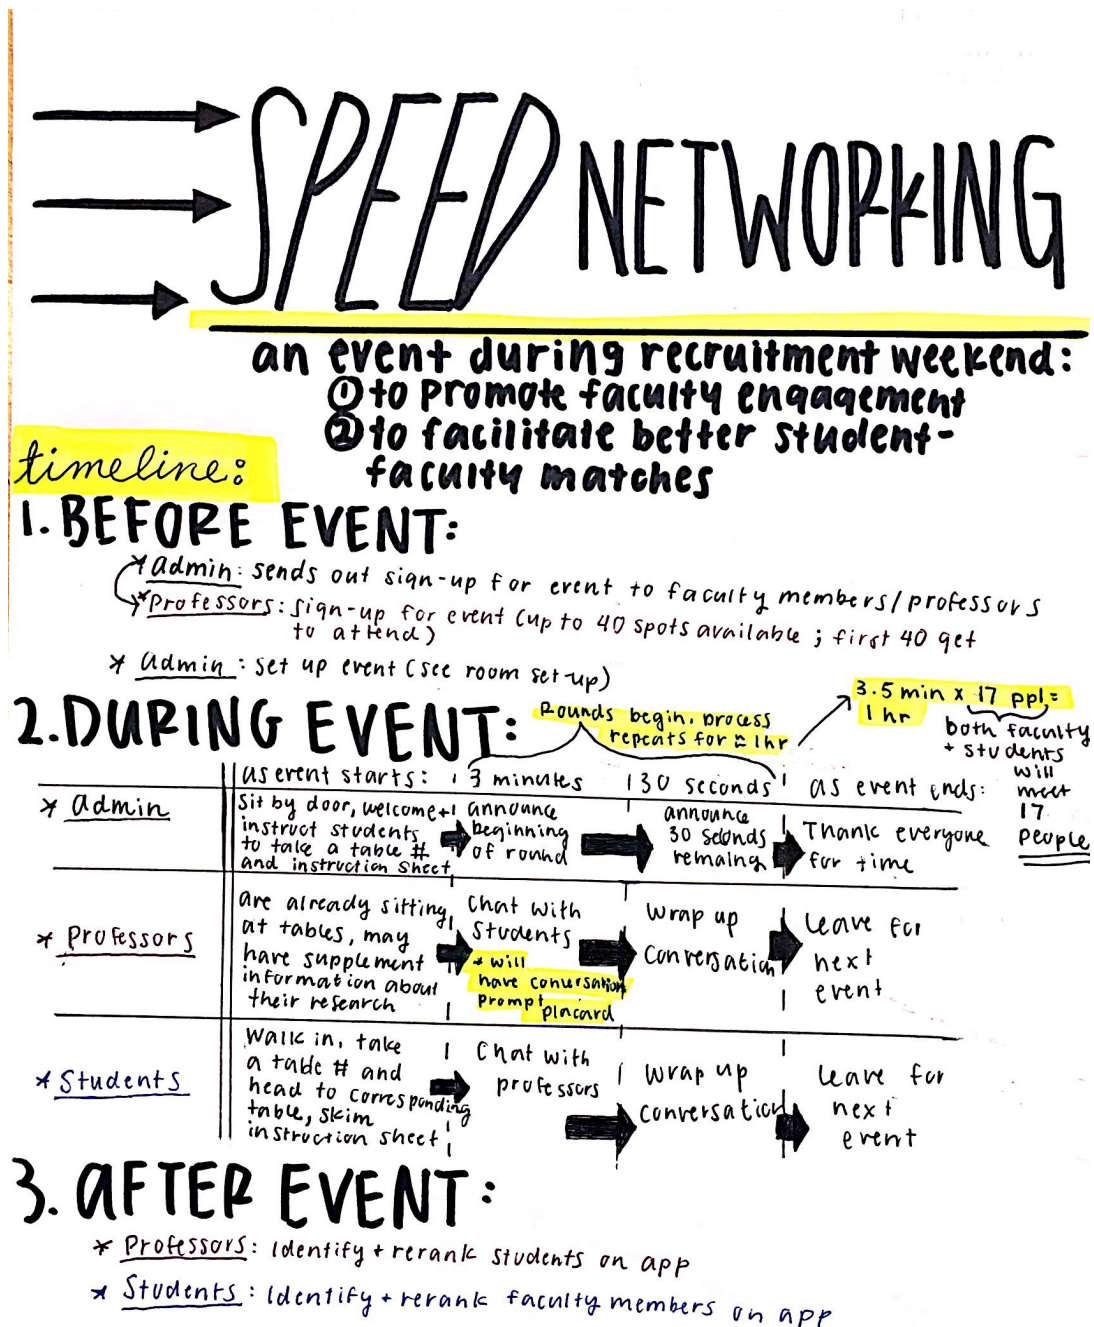 SPEED NETWORKING
an event during recruitment weekend:
① to promote faculty engagement
② to facilitate better student-
faculty matches
timeline:
1. BEFORE EVENT:
* Admin: sends out sign-up for event to faculty members/professors
* Professors: sign-up for event (up to 40 spots available; first 40 get
to attend)
* Admin: set up event (see room set-up)
2. DURING EVENT:
Rounds begin, process
repeats for ≈ 1hr
3.5 min x 17 ppl =
1 hr
both faculty
+ students
will
meet
17
people
as event starts:
3 minutes
30 seconds
as event ends:
* Admin
Sit by door, welcome +
instruct students
to take a table #
and instruction sheet
announce
beginning
of round
announce
30 seconds
remaing
Thank everyone
for time
* Professors
are already sitting
at tables, may
have supplement
information about
their research
Chat with
students
* will
have conversation
prompt placard
Wrap up
conversation
Leave for
next
event
* Students
Walk in, take
a table # and
head to corresponding
table, skim
instruction sheet
Chat with
professors
Wrap up
conversation
Leave for
next
event
3. AFTER EVENT:
* Professors: Identify + rerank students on app
* Students: Identify + rerank faculty members on app